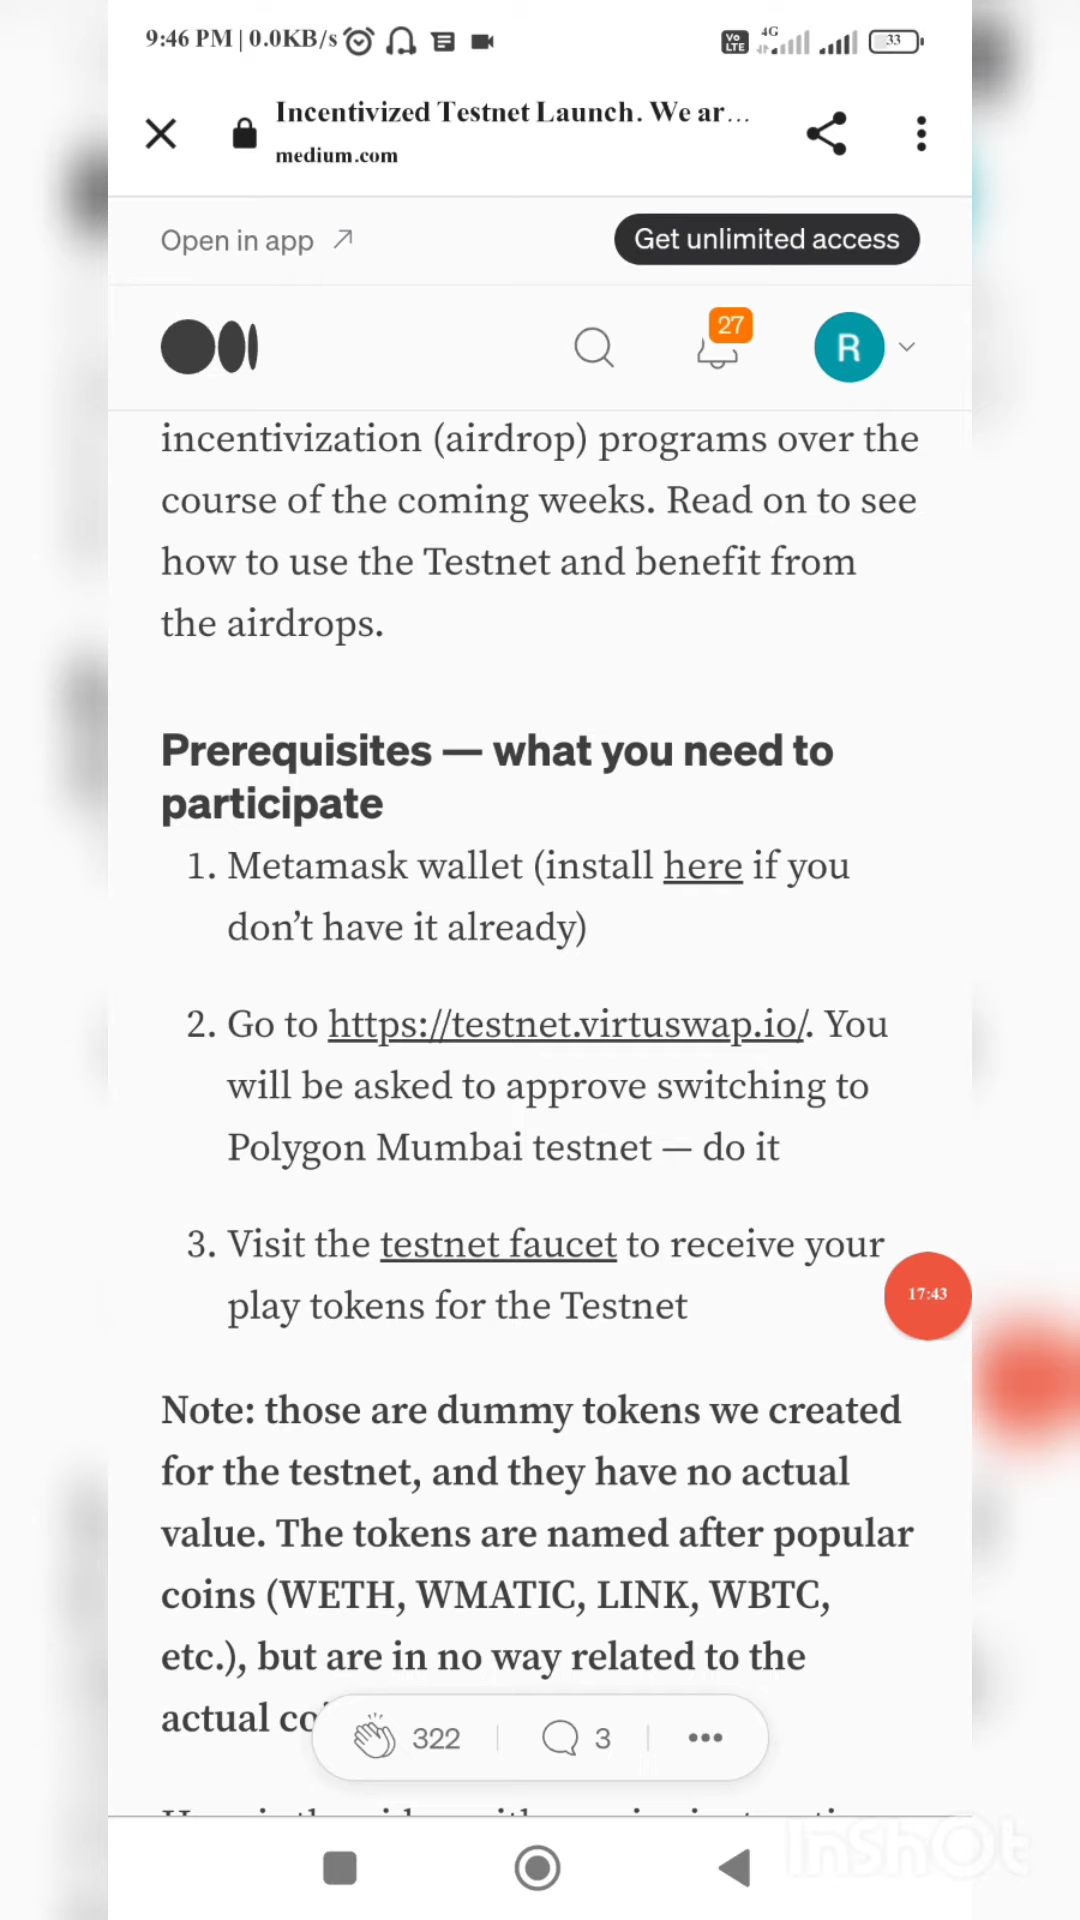 9:46 PM | 0.0KB/s
Vo LTE 4G 33
Incentivized Testnet Launch. We ar...
medium.com
Open in app
Get unlimited access
27
R
incentivization (airdrop) programs over the
course of the coming weeks. Read on to see
how to use the Testnet and benefit from
the airdrops.
Prerequisites — what you need to
participate
1. Metamask wallet (install here if you
don’t have it already)
2. Go to https://testnet.virtuswap.io/. You
will be asked to approve switching to
Polygon Mumbai testnet — do it
3. Visit the testnet faucet to receive your
play tokens for the Testnet
17:43
Note: those are dummy tokens we created
for the testnet, and they have no actual
value. The tokens are named after popular
coins (WETH, WMATIC, LINK, WBTC,
etc.), but are in no way related to the
actual
322
3
InShOt